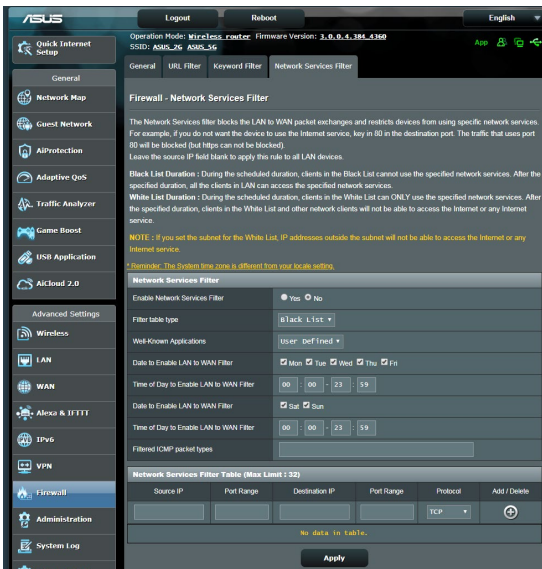 ASUS
Logout
Reboot
English
Quick Internet Setup
Operation Mode: Wireless router Firmware Version: 3.0.0.4.384_4360
SSID: ASUS_2G ASUS_5G
App
General
URL Filter
Keyword Filter
Network Services Filter
General
Network Map
Guest Network
AiProtection
Adaptive QoS
Traffic Analyzer
Game Boost
USB Application
AiCloud 2.0
Advanced Settings
Wireless
LAN
WAN
Alexa & IFTTT
IPv6
VPN
Firewall
Administration
System Log
Firewall - Network Services Filter
The Network Services filter blocks the LAN to WAN packet exchanges and restricts devices from using specific network services.
For example, if you do not want the device to use the Internet service, key in 80 in the destination port. The traffic that uses port
80 will be blocked (but https can not be blocked).
Leave the source IP field blank to apply this rule to all LAN devices.
Black List Duration : During the scheduled duration, clients in the Black List cannot use the specified network services. After the
specified duration, all the clients in LAN can access the specified network services.
White List Duration : During the scheduled duration, clients in the White List can ONLY use the specified network services. After
the specified duration, clients in the White List and other network clients will not be able to access the Internet or any Internet
service.
NOTE : If you set the subnet for the White List, IP addresses outside the subnet will not be able to access the Internet or any
Internet service.
* Reminder: The System time zone is different from your locale setting.
Network Services Filter
Enable Network Services Filter Yes No
Filter table type Black List
Well-Known Applications User Defined
Date to Enable LAN to WAN Filter Mon Tue Wed Thu Fri
Time of Day to Enable LAN to WAN Filter 00 : 00 - 23 : 59
Date to Enable LAN to WAN Filter Sat Sun
Time of Day to Enable LAN to WAN Filter 00 : 00 - 23 : 59
Filtered ICMP packet types
Network Services Filter Table (Max Limit : 32)
Source IP Port Range Destination IP Port Range Protocol Add / Delete
TCP
No data in table.
Apply